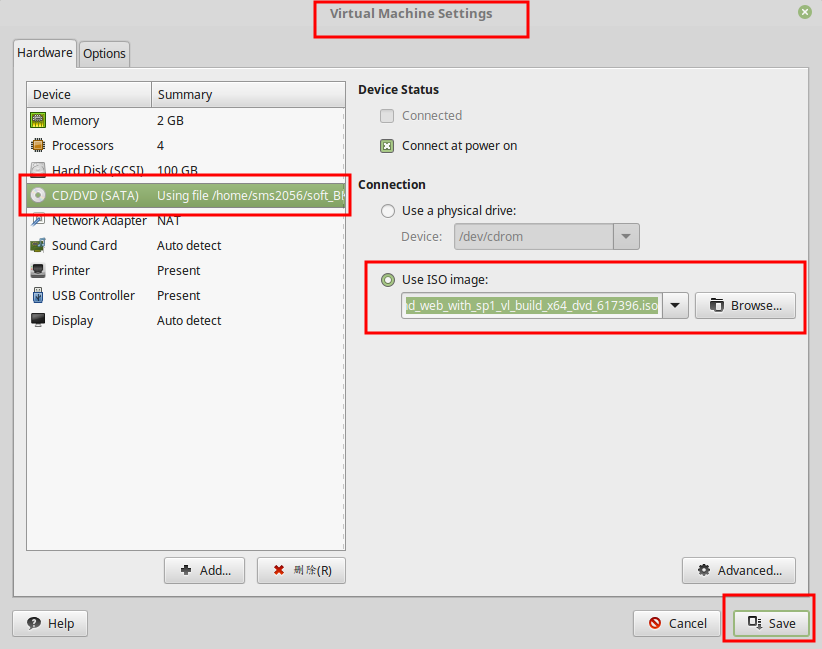 Virtual Machine Settings
Hardware Options
Device Summary
Memory 2 GB
Processors 4
Hard Disk (SCSI) 100 GB
CD/DVD (SATA) Using file /home/sms2056/soft_B
Network Adapter NAT
Sound Card Auto detect
Printer Present
USB Controller Present
Display Auto detect
Add...
删除(R)
Device Status
Connected
Connect at power on
Connection
Use a physical drive:
Device: /dev/cdrom
Use ISO image:
d_web_with_sp1_vl_build_x64_dvd_617396.iso
Browse...
Advanced...
Help
Cancel
Save